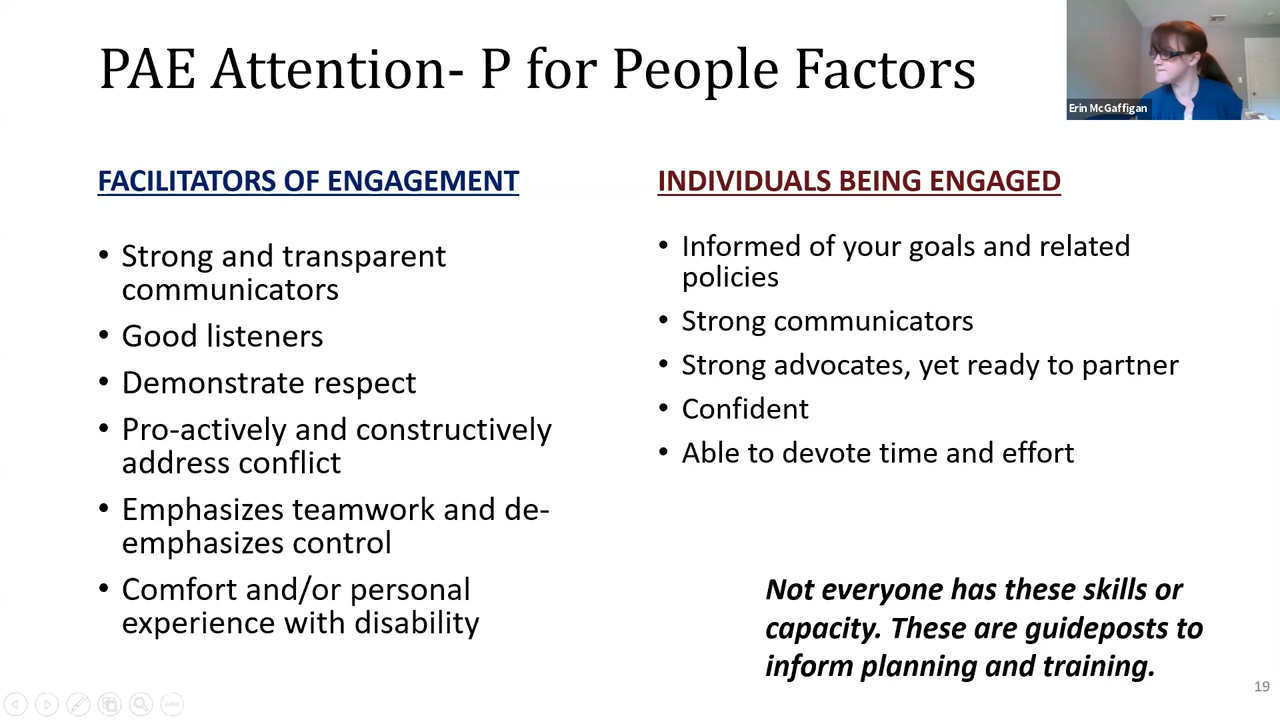 PAE Attention- P for People Factors
Erin McGaffigan
FACILITATORS OF ENGAGEMENT
• Strong and transparent
communicators
• Good listeners
• Demonstrate respect
• Pro-actively and constructively
address conflict
• Emphasizes teamwork and de-
emphasizes control
• Comfort and/or personal
experience with disability
INDIVIDUALS BEING ENGAGED
• Informed of your goals and related
policies
• Strong communicators
• Strong advocates, yet ready to partner
• Confident
• Able to devote time and effort
Not everyone has these skills or
capacity. These are guideposts to
inform planning and training.
19